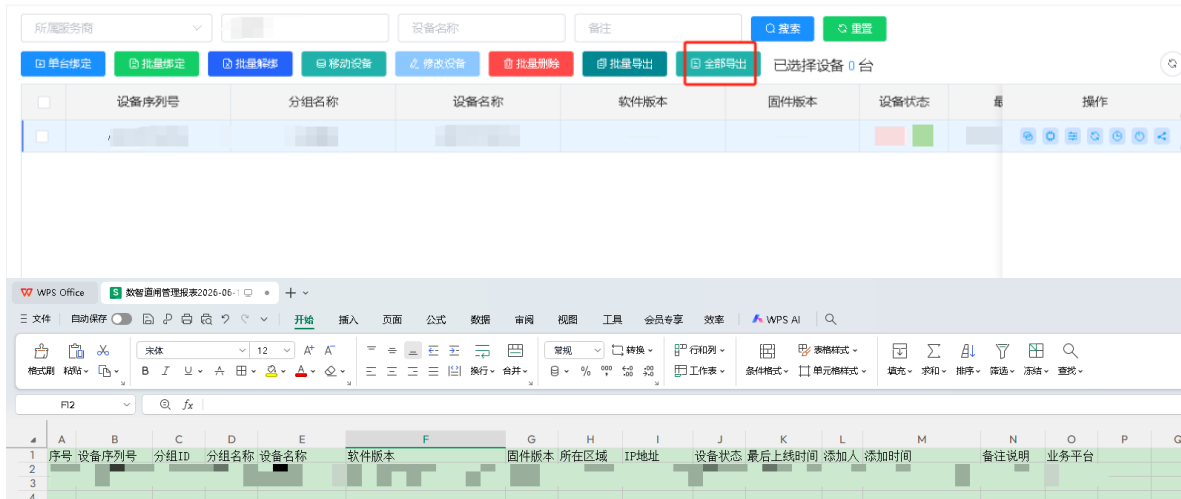 所属服务商 设备名称 备注 搜索 重置
单台绑定 批量绑定 批量解绑 移动设备 修改设备 批量删除 批量导出 全部导出 已选择设备 0 台
设备序列号 分组名称 设备名称 软件版本 固件版本 设备状态 操作
WPS Office 数智道闸管理报表2026-06-
文件 自动保存 开始 插入 页面 公式 数据 审阅 视图 工具 会员专享 效率 WPS AI
宋体 12 A+ A- 常规 转换 行和列 表格样式
格式刷 粘贴 B I U A 换行 合并 % 工作表 条件格式 单元格样式 填充 求和 排序 筛选 冻结 查找
F12 fx
A B C D E F G H I J K L M N O P Q
1 序号 设备序列号 分组ID 分组名称 设备名称 软件版本 固件版本 所在区域 IP地址 设备状态 最后上线时间 添加人 添加时间 备注说明 业务平台
2
3
4